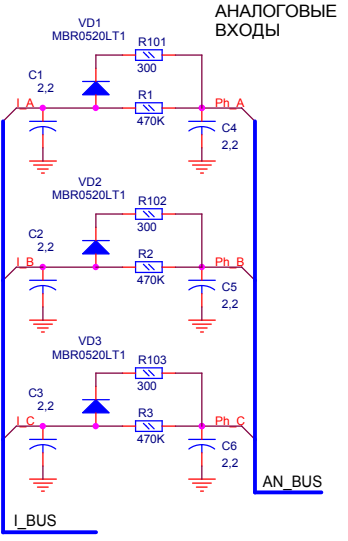 АНАЛОГОВЫЕ
ВХОДЫ
VD1
MBR0520LT1
R101
300
C1
2,2
I_A
R1
470K
Ph_A
C4
2,2
VD2
MBR0520LT1
R102
300
C2
2,2
I_B
R2
470K
Ph_B
C5
2,2
VD3
MBR0520LT1
R103
300
C3
2,2
I_C
R3
470K
Ph_C
C6
2,2
AN_BUS
I_BUS